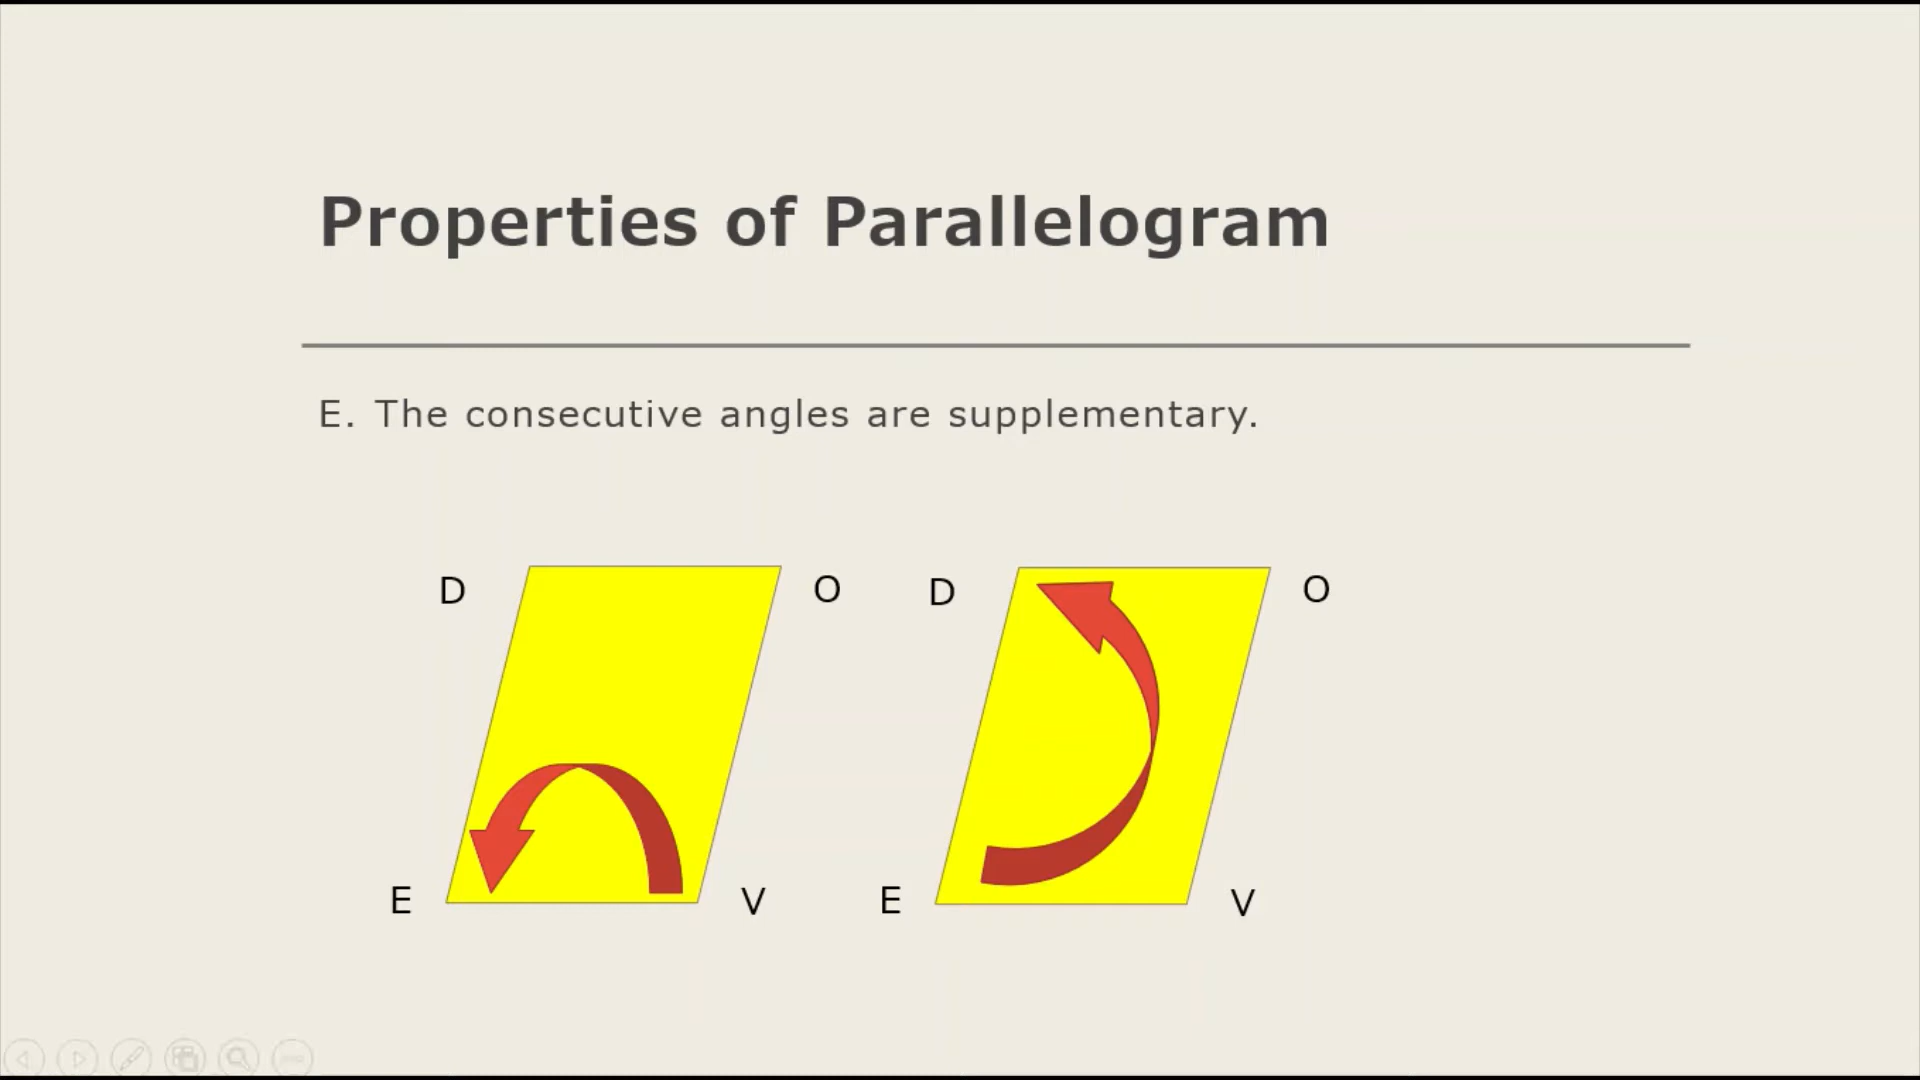 Properties of Parallelogram
E. The consecutive angles are supplementary.
D O D O
E V E V